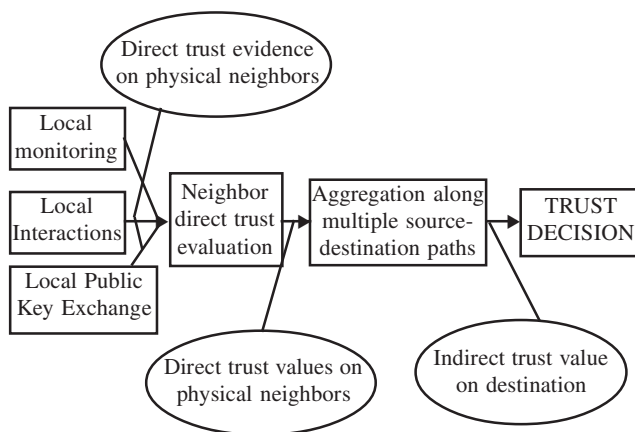 Direct trust evidence
on physical neighbors
Local
monitoring
Local
Interactions
Local Public
Key Exchange
Neighbor
direct trust
evaluation
Aggregation along
multiple source-
destination paths
TRUST
DECISION
Direct trust values on
physical neighbors
Indirect trust value
on destination